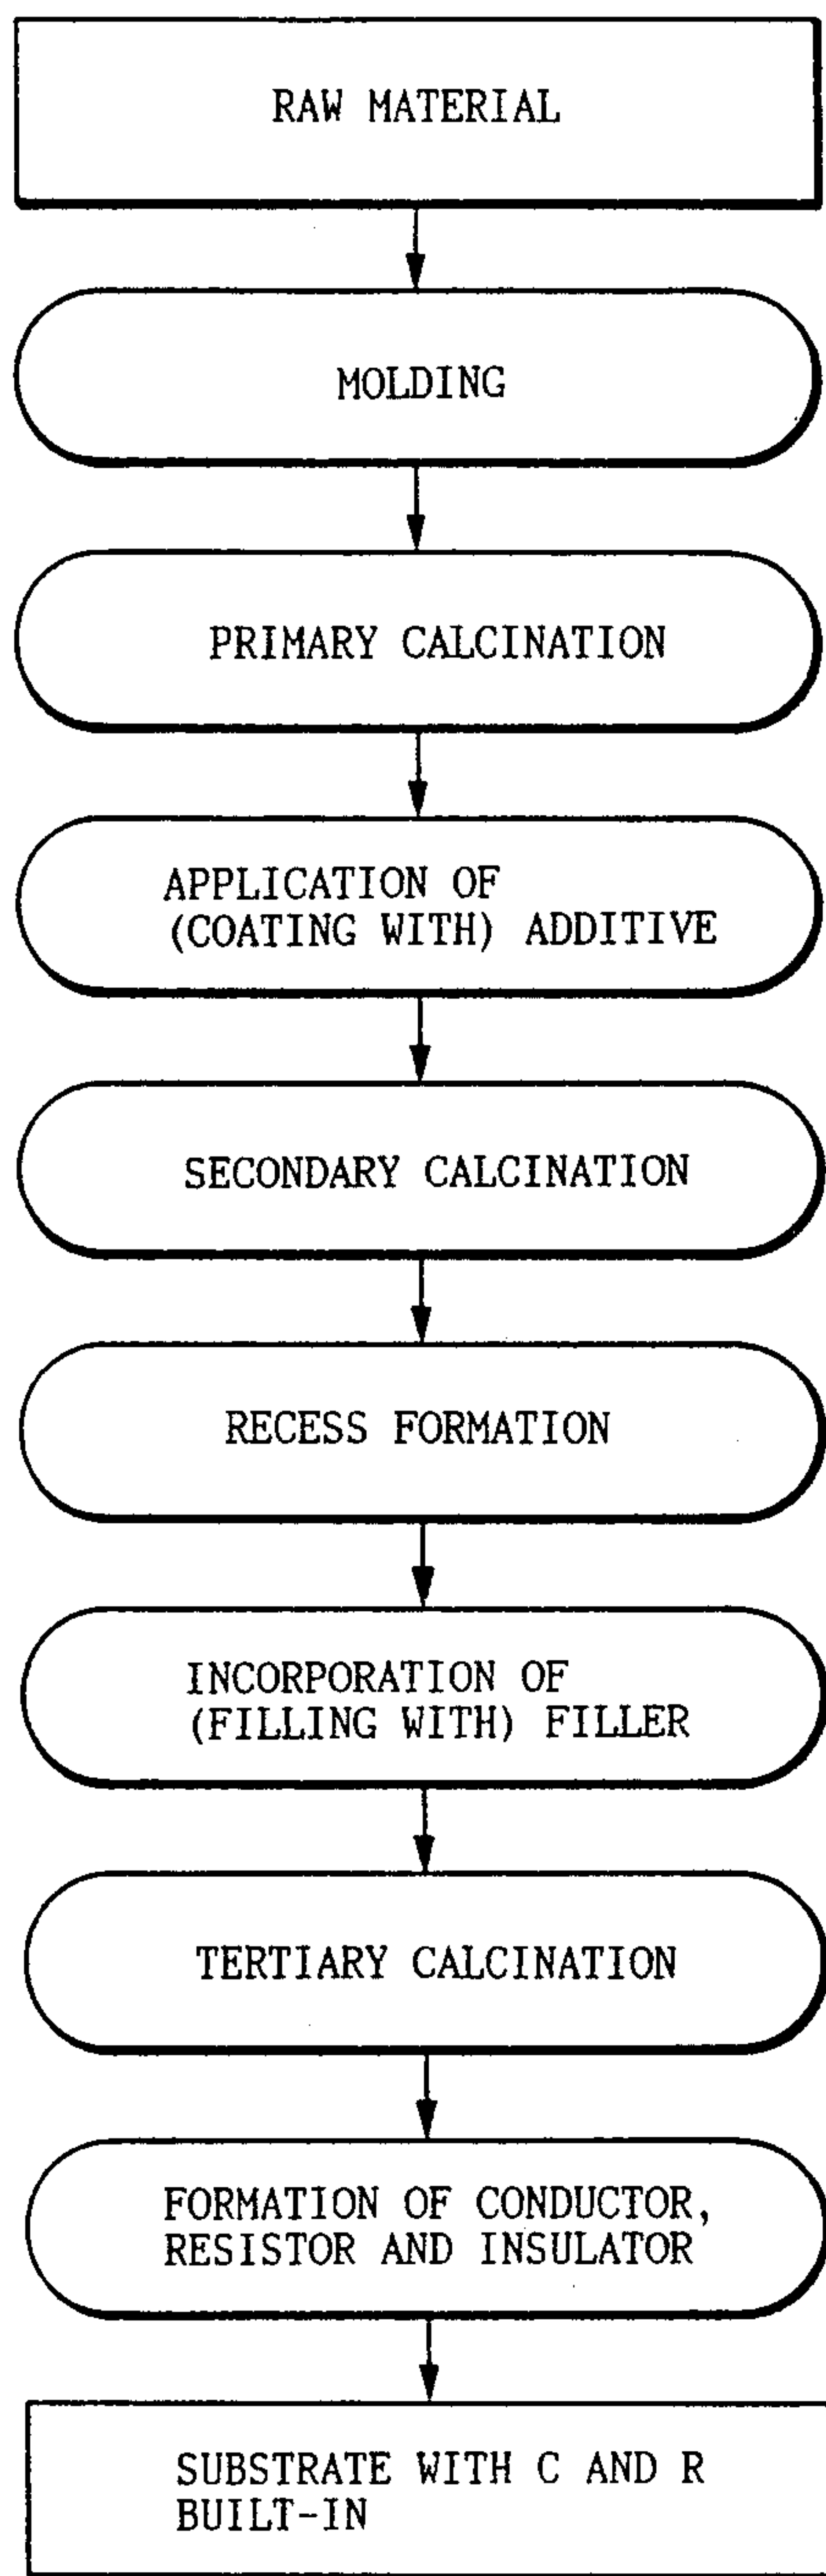 RAW MATERIAL
MOLDING
PRIMARY CALCINATION
APPLICATION OF
(COATING WITH) ADDITIVE
SECONDARY CALCINATION
RECESS FORMATION
INCORPORATION OF
(FILLING WITH) FILLER
TERTIARY CALCINATION
FORMATION OF CONDUCTOR,
RESISTOR AND INSULATOR
SUBSTRATE WITH C AND R
BUILT-IN